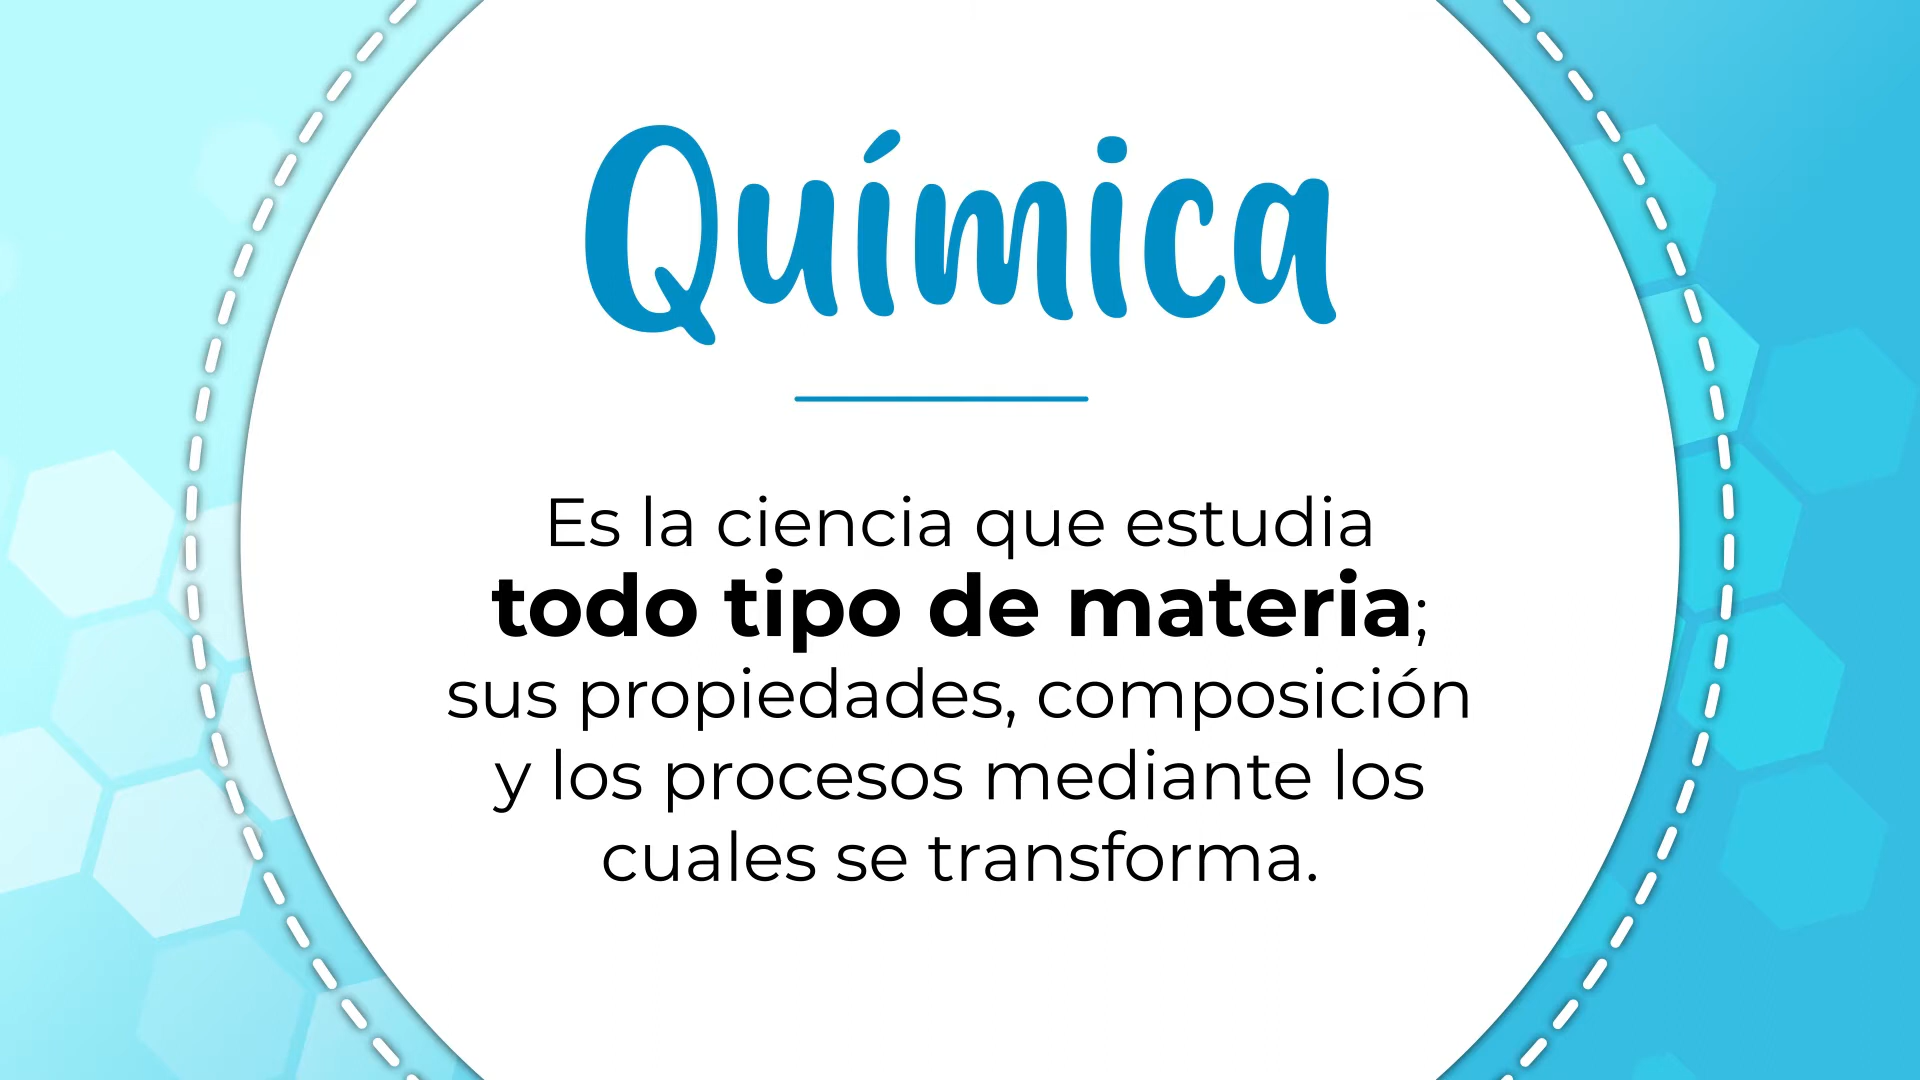 Química
Es la ciencia que estudia
todo tipo de materia;
sus propiedades, composición
y los procesos mediante los
cuales se transforma.